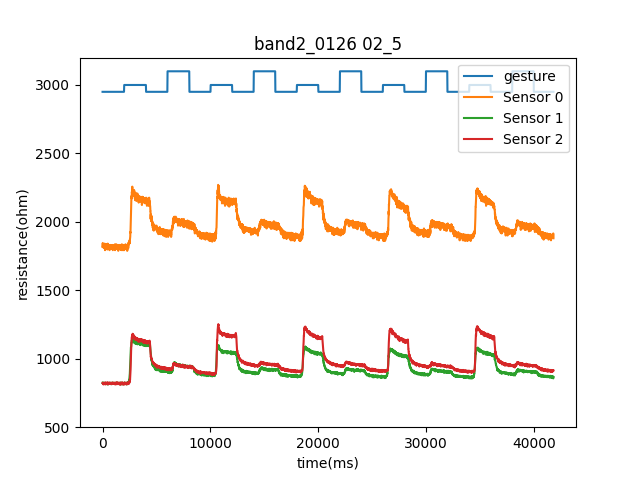 band2_0126 02_5
gesture
Sensor 0
Sensor 1
Sensor 2
resistance(ohm)
3000
2500
2000
1500
1000
500
0
10000
20000
30000
40000
time(ms)